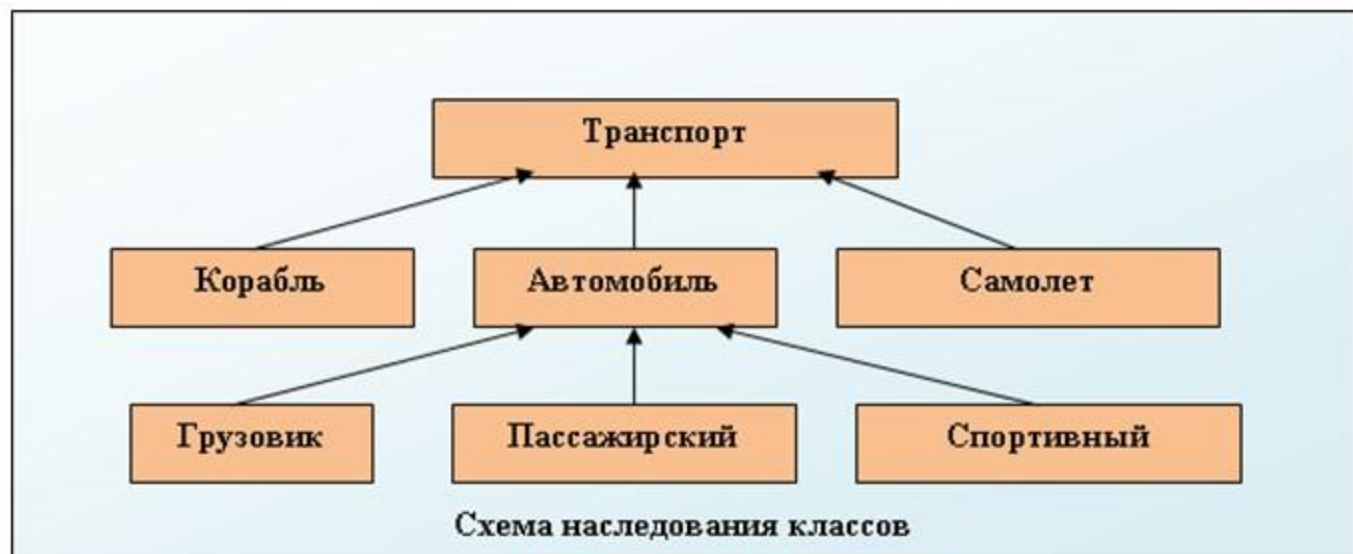 Транспорт
Корабль
Автомобиль
Самолет
Грузовик
Пассажирский
Спортивный
Схема наследования классов